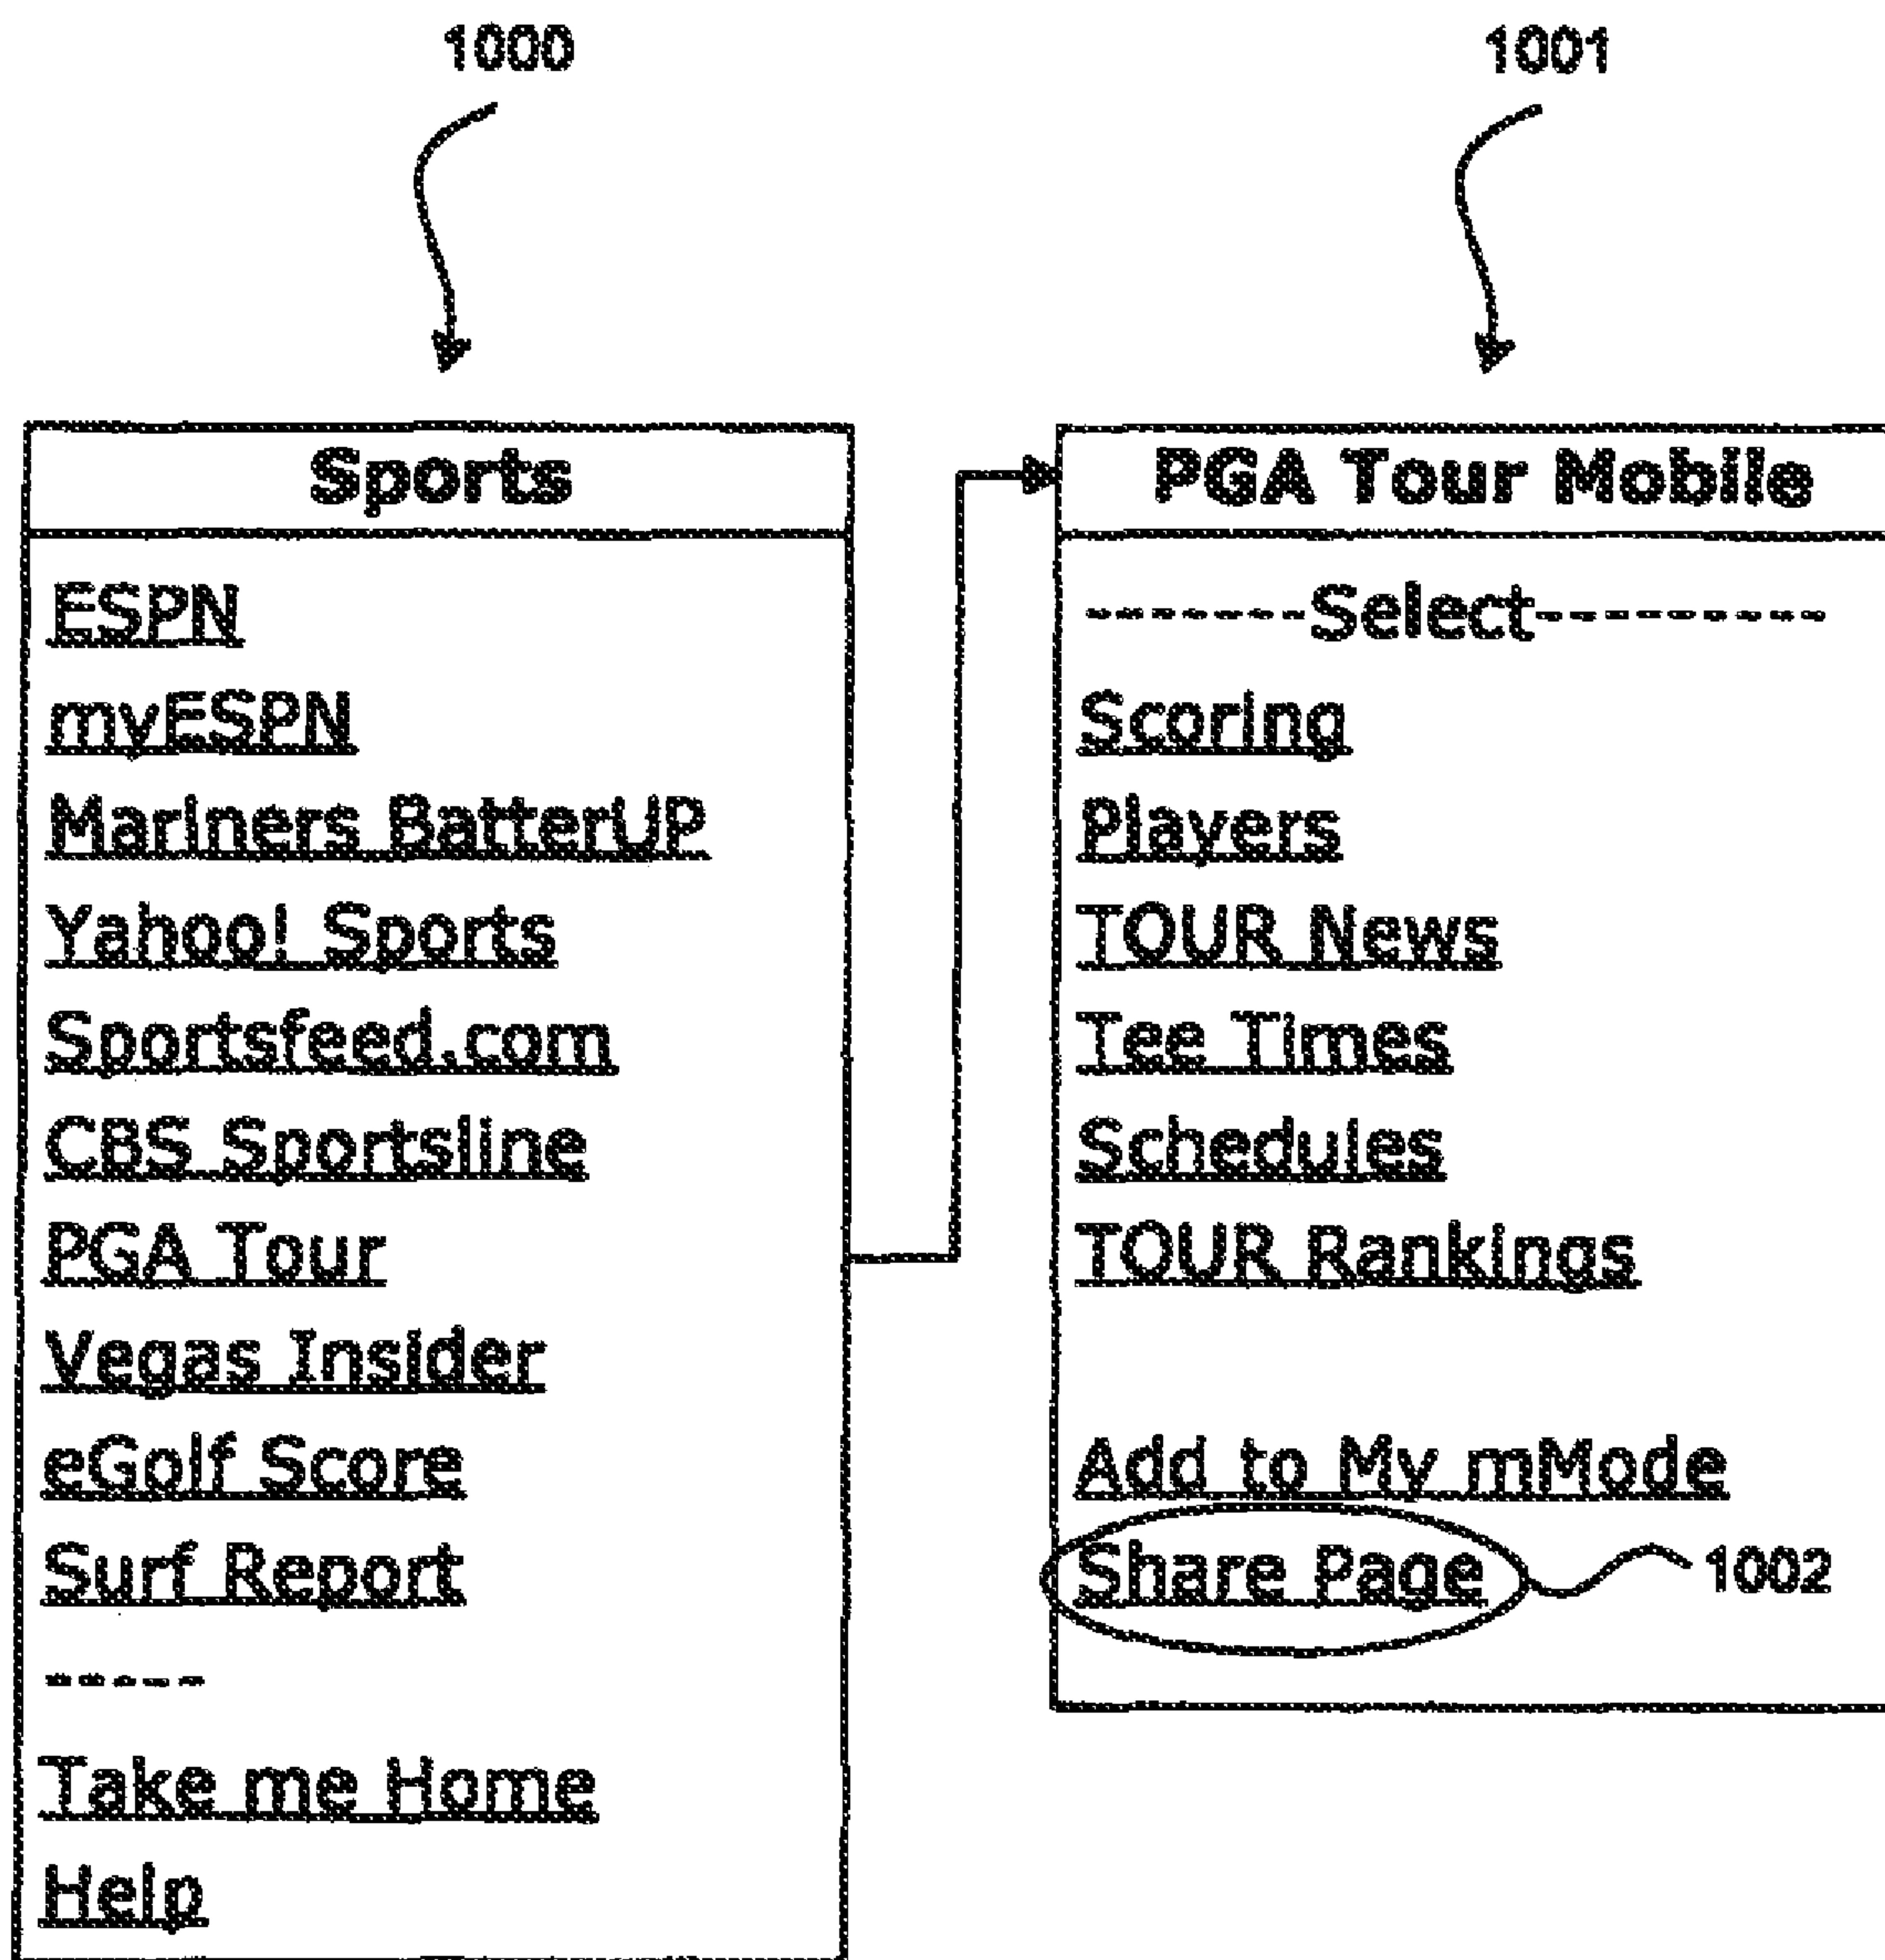 1000
1001
Sports
ESPN
myESPN
Mariners BatterUP
Yahoo! Sports
Sportsfeed.com
CBS Sportsline
PGA Tour
Vegas Insider
eGolf Score
Surf Report
-----
Take me Home
Help
PGA Tour Mobile
-------Select---------
Scoring
Players
TOUR News
Tee Times
Schedules
TOUR Rankings
Add to My mMode
Share Page
1002